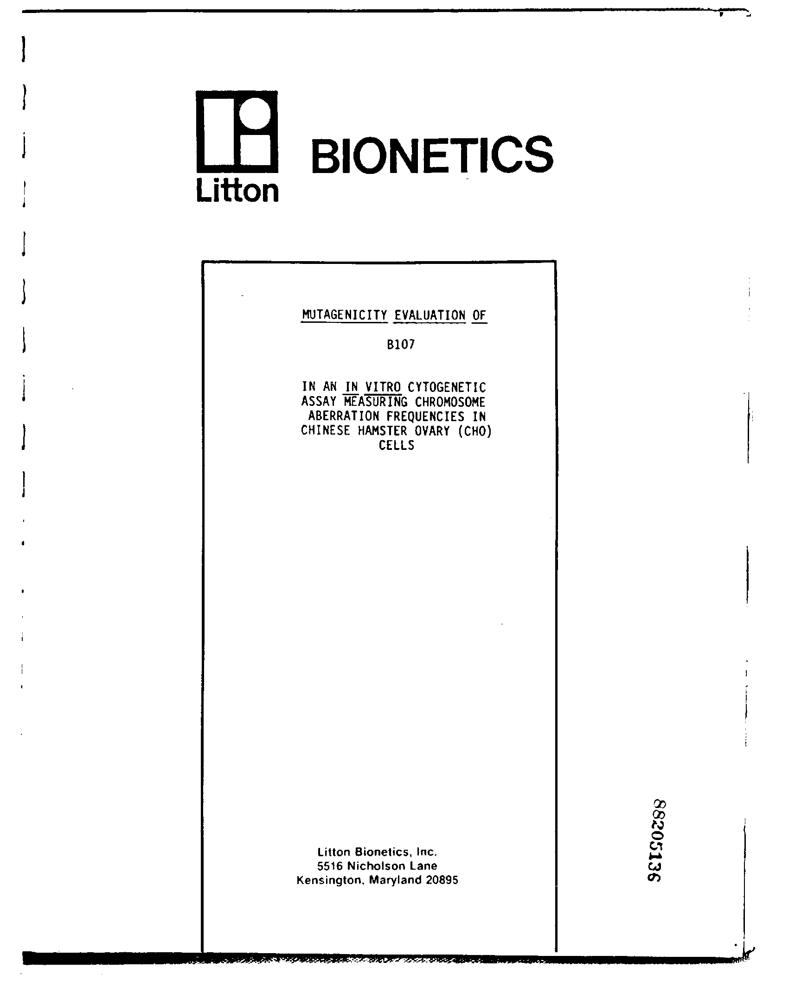 BIONETICS
Litton
MUTAGENICITY EVALUATION OF
B107
IN AN IN VITRO CYTOGENETIC
ASSAY MEASURING CHROMOSOME
ABERRATION FREQUENCIES IN
CHINESE HAMSTER OVARY (CHO)
CELLS
Litton Bionetics, Inc.
5516 Nicholson Lane
Kensington, Maryland 20895
88205136